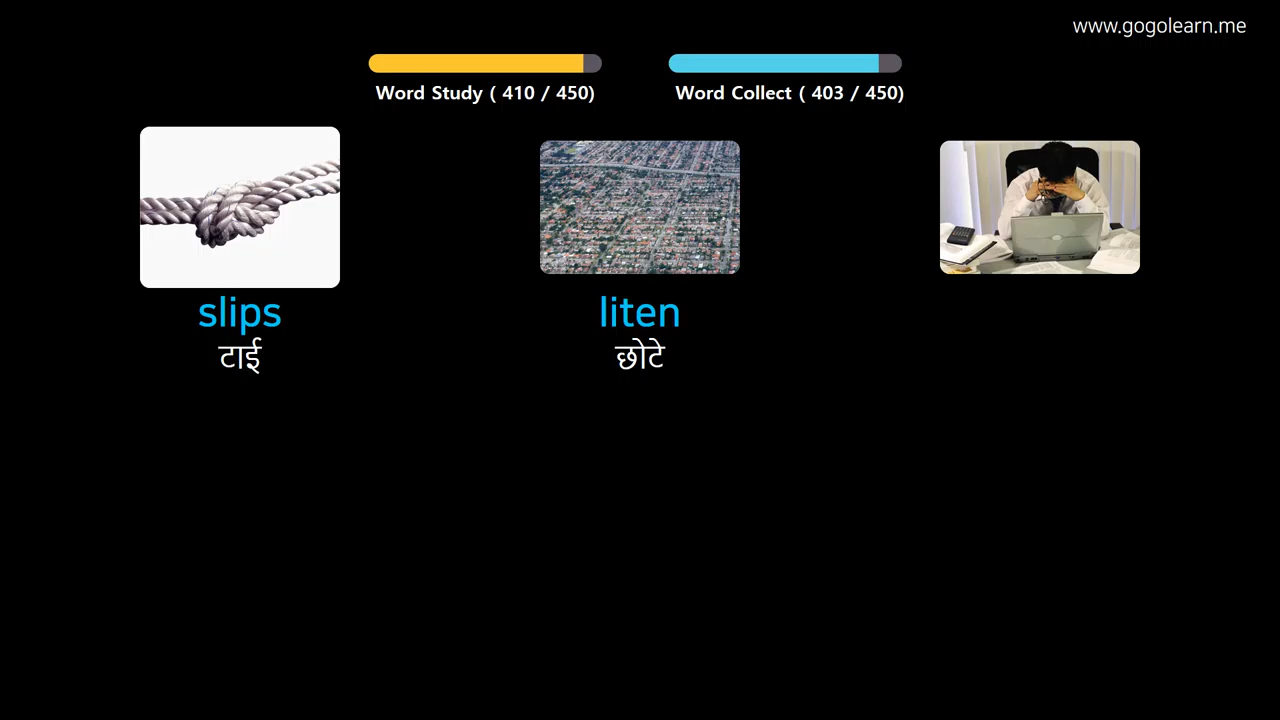 www.gogolearn.me
Word Study ( 410 / 450)
Word Collect ( 403 / 450)
slips
टाई
liten
छोटे